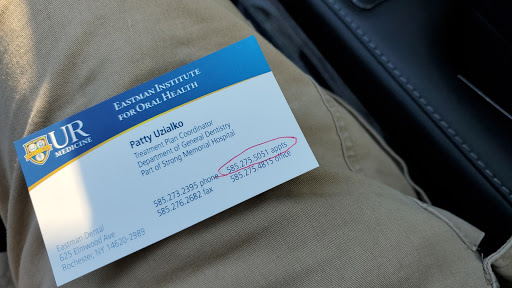 EASTMAN INSTITUTE
FOR ORAL HEALTH
UR
MEDICINE
Patty Uzialko
Treatment Plan Coordinator
Department of General Dentistry
Part of Strong Memorial Hospital
585.273.2395 phone 585.275.5051 appts
585.276.2682 fax 585.275.4815 office
Eastman Dental
625 Elmwood Ave
Rochester, NY 14620-2989